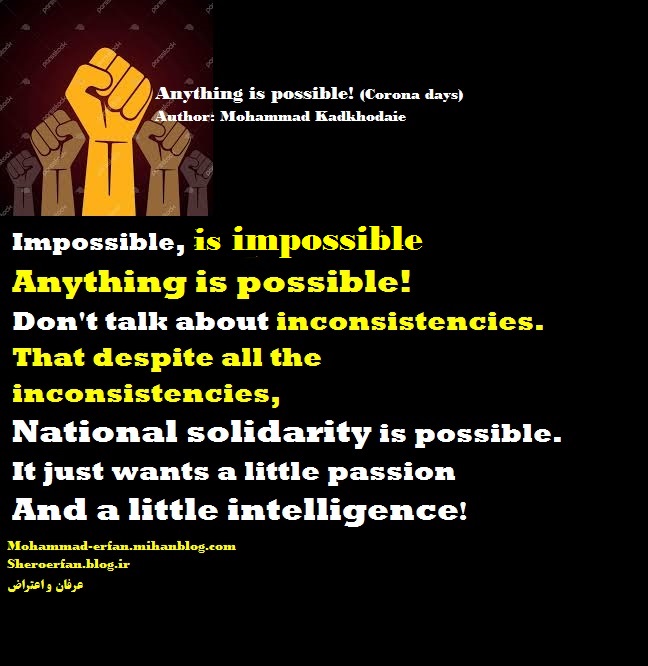 Anything is possible! (Corona days)
Author: Mohammad Kadkhodaie
Impossible, is impossible
Anything is possible!
Don't talk about inconsistencies.
That despite all the
inconsistencies,
National solidarity is possible.
It just wants a little passion
And a little intelligence!
Mohammad-erfan.mihanblog.com
Sheroerfan.blog.ir
عرفان و اعتراض